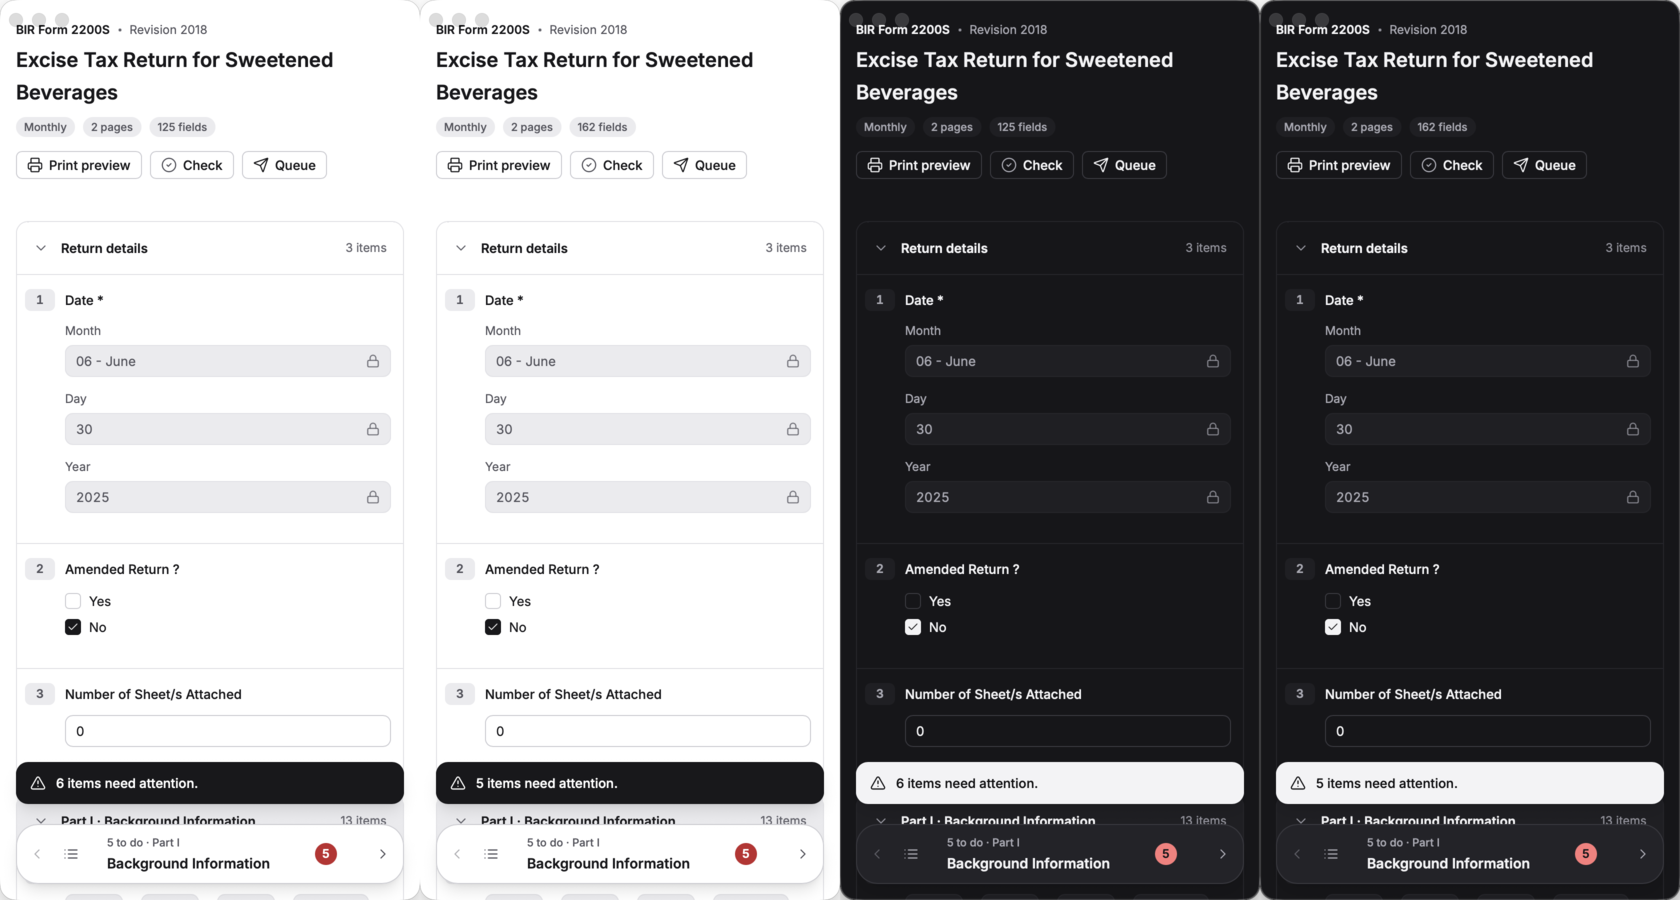 BIR Form 2200S • Revision 2018
Excise Tax Return for Sweetened
Beverages
Monthly 2 pages 125 fields
Print preview Check Queue
Return details 3 items
1 Date *
Month
06 - June
Day
30
Year
2025
2 Amended Return ?
Yes
No
3 Number of Sheet/s Attached
0
6 items need attention.
Part I · Background Information 13 items
5 to do · Part I
Background Information 5
BIR Form 2200S • Revision 2018
Excise Tax Return for Sweetened
Beverages
Monthly 2 pages 162 fields
Print preview Check Queue
Return details 3 items
1 Date *
Month
06 - June
Day
30
Year
2025
2 Amended Return ?
Yes
No
3 Number of Sheet/s Attached
0
5 items need attention.
Part I · Background Information 13 items
5 to do · Part I
Background Information 5
BIR Form 2200S • Revision 2018
Excise Tax Return for Sweetened
Beverages
Monthly 2 pages 125 fields
Print preview Check Queue
Return details 3 items
1 Date *
Month
06 - June
Day
30
Year
2025
2 Amended Return ?
Yes
No
3 Number of Sheet/s Attached
0
6 items need attention.
Part I · Background Information 13 items
5 to do · Part I
Background Information 5
BIR Form 2200S • Revision 2018
Excise Tax Return for Sweetened
Beverages
Monthly 2 pages 162 fields
Print preview Check Queue
Return details 3 items
1 Date *
Month
06 - June
Day
30
Year
2025
2 Amended Return ?
Yes
No
3 Number of Sheet/s Attached
0
5 items need attention.
Part I · Background Information 13 items
5 to do · Part I
Background Information 5